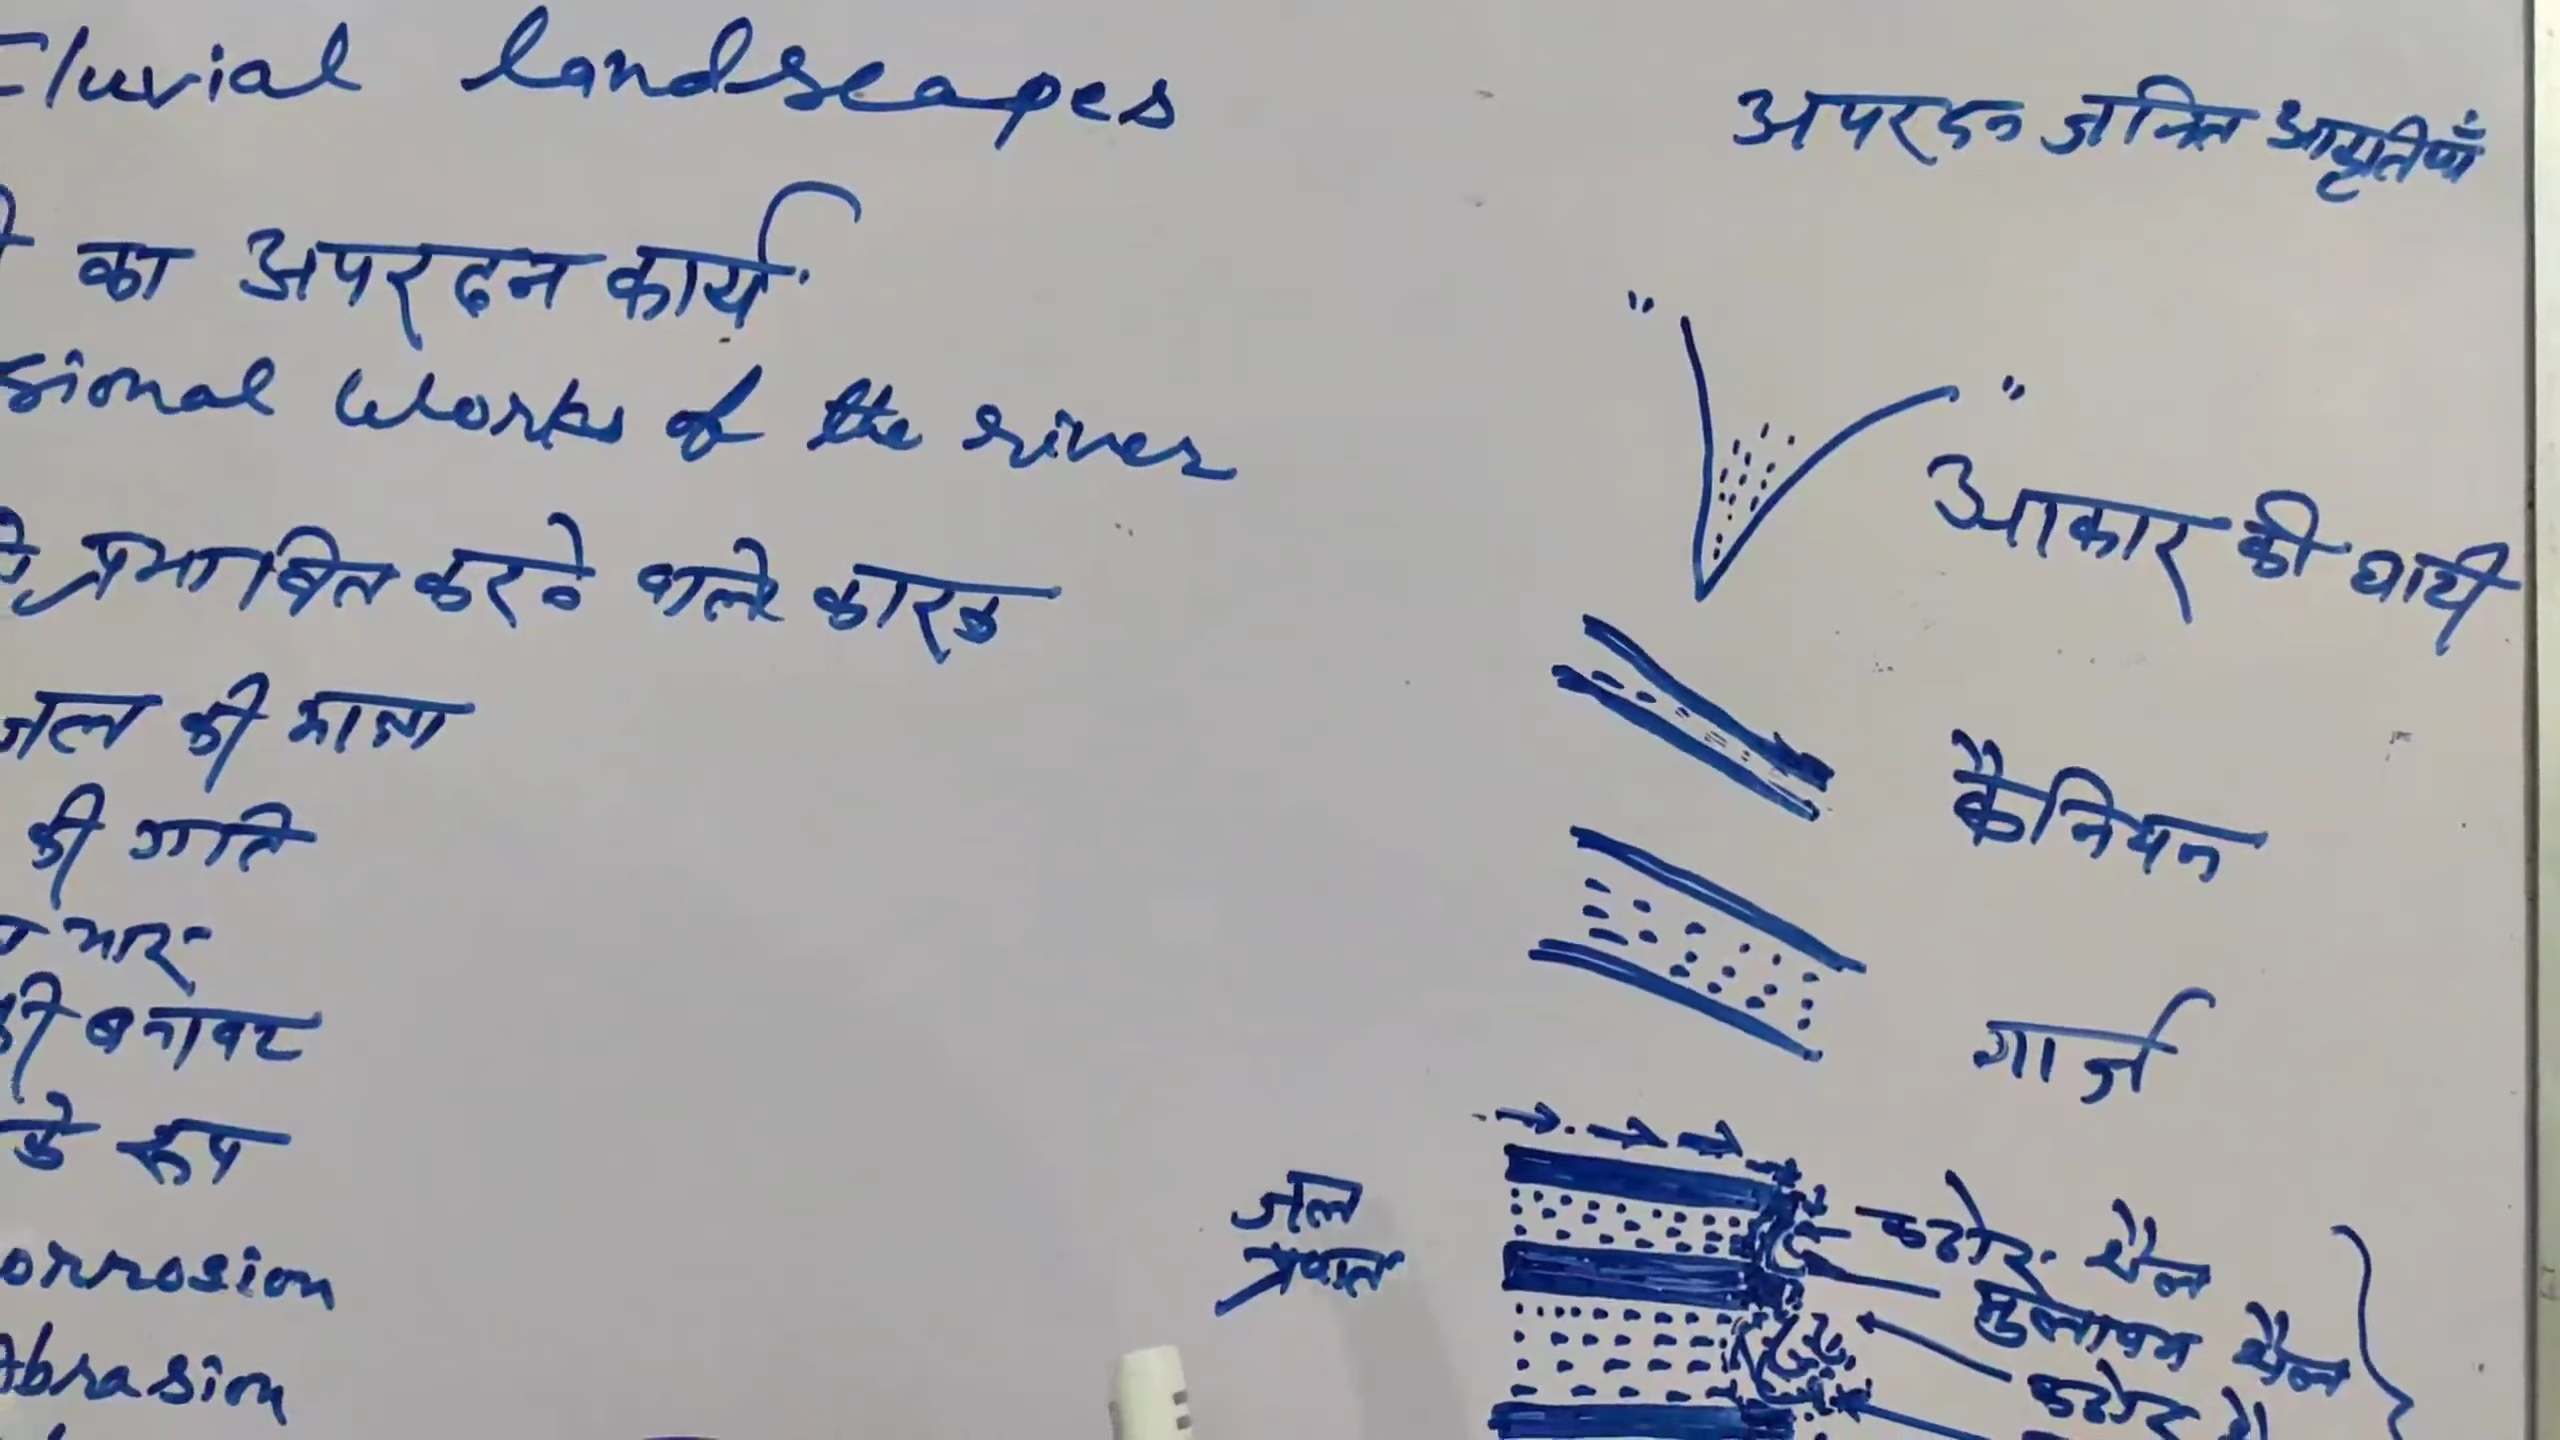 Fluvial landscapes
का अपरदन कार्य
sional works of the river
प्रभावित करने वाले कारक
जल की मात्रा
की गति
भार
की बनावट
के रूप
orrosion
Abrasion
अपरदन जनित आकृतियाँ
" V " आकार की घाटी
कैनियन
गार्ज
जल
प्रपात
कठोर शैल
मुलायम शैल
कठोर